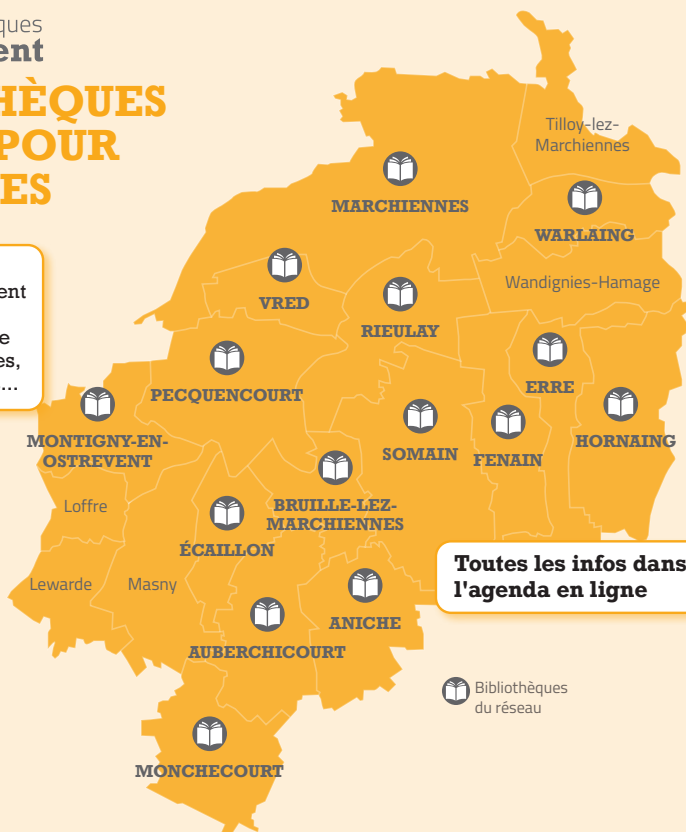 ques
ent
HÈQUES
POUR
ES
ent
e
es,
...
Tilloy-lez-
Marchiennes
MARCHIENNES
WARLAING
Wandignies-Hamage
VRED
RIEULAY
ERRE
PECQUENCOURT
HORNAING
MONTIGNY-EN-
OSTREVENT
SOMAIN
FENAIN
Loffre
BRUILLE-LEZ-
MARCHIENNES
ÉCAILLON
Toutes les infos dans
l'agenda en ligne
Lewarde
Masny
ANICHE
AUBERCHICOURT
Bibliothèques
du réseau
MONCHECOURT